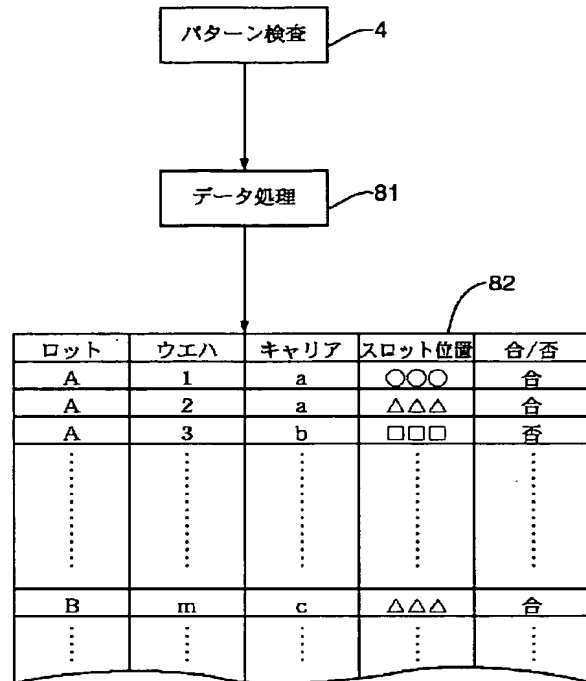 パターン検査 4
データ処理 81
82
ロット ウエハ キャリア スロット位置 合/否
A 1 a ○○○ 合
A 2 a △△△ 合
A 3 b □□□ 否
B m c △△△ 合